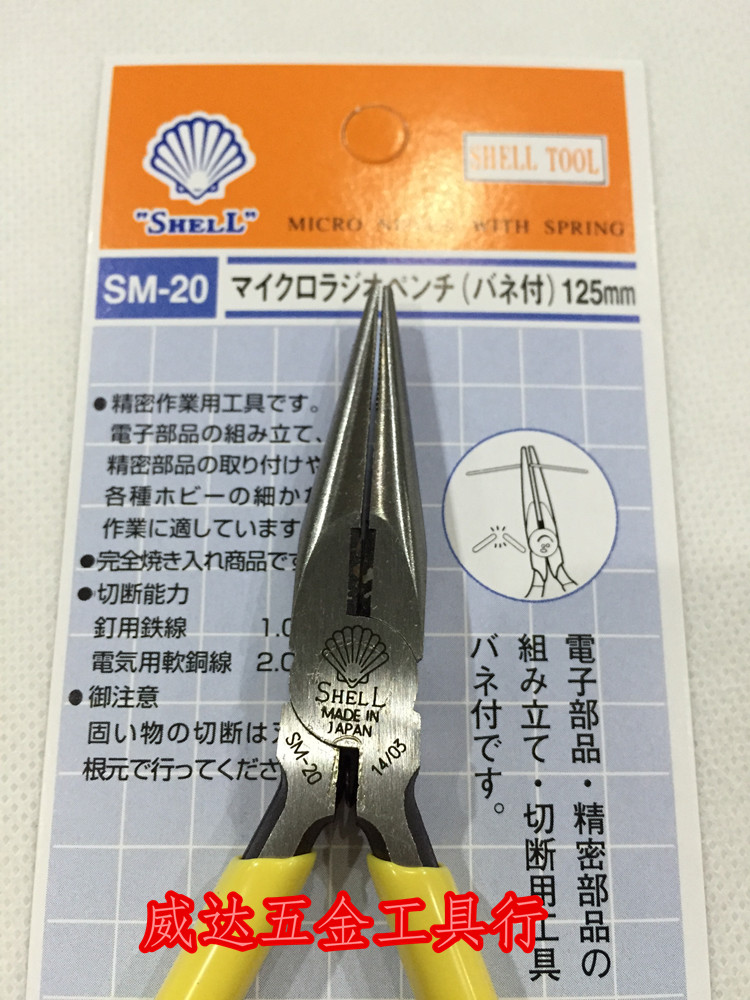 SHELL TOOL
"SHELL"
MICRO WITH SPRING
SM-20
マイクロラジオペンチ(バネ付)125mm
●精密作業用工具です。
電子部品の組み立て、
精密部品の取り付けや
各種ホビーの細かな
作業に適しています
●完全焼き入れ商品です
●切断能力
釘用鉄線 1.0
電気用軟銅線 2.0
●御注意
固い物の切断は
根元で行ってくださ
電子部品・精密部品の
組み立て・切断用工具
バネ付です。
SHELL
MADE IN
JAPAN
SM-20
14/03
威达五金工具行